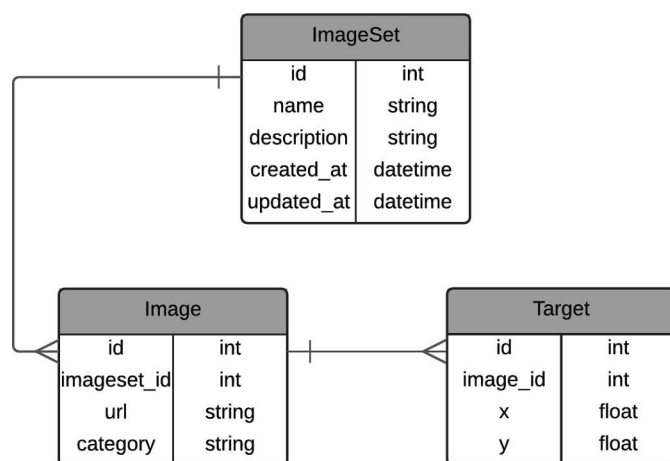 ImageSet
id int
name string
description string
created_at datetime
updated_at datetime
Image
id int
imageset_id int
url string
category string
Target
id int
image_id int
x float
y float